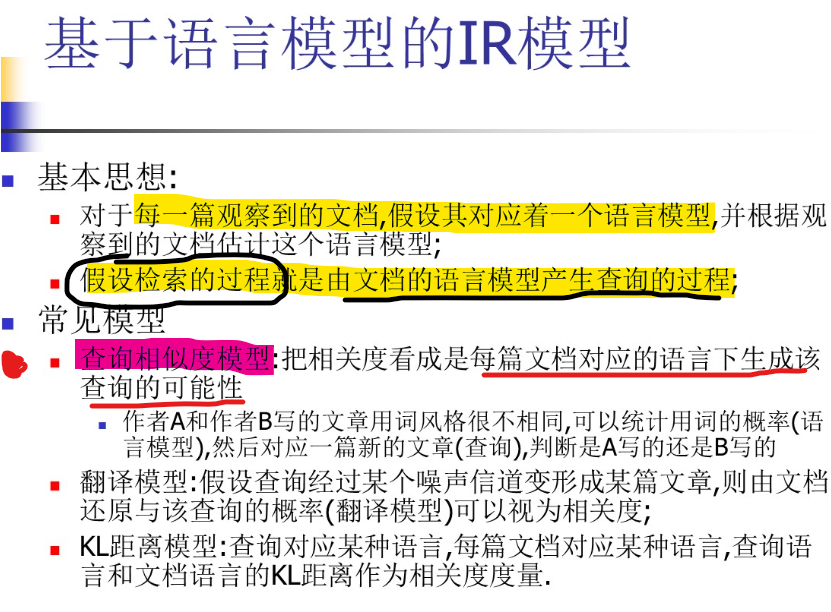 基于语言模型的IR模型
基本思想:
对于每一篇观察到的文档,假设其对应着一个语言模型,并根据观
察到的文档估计这个语言模型;
假设检索的过程就是由文档的语言模型产生查询的过程;
常见模型
查询相似度模型:把相关度看成是每篇文档对应的语言下生成该
查询的可能性
作者A和作者B写的文章用词风格很不相同,可以统计用词的概率(语
言模型),然后对应一篇新的文章(查询),判断是A写的还是B写的
翻译模型:假设查询经过某个噪声信道变形成某篇文章,则由文档
还原与该查询的概率(翻译模型)可以视为相关度;
KL距离模型:查询对应某种语言,每篇文档对应某种语言,查询语
言和文档语言的KL距离作为相关度度量.